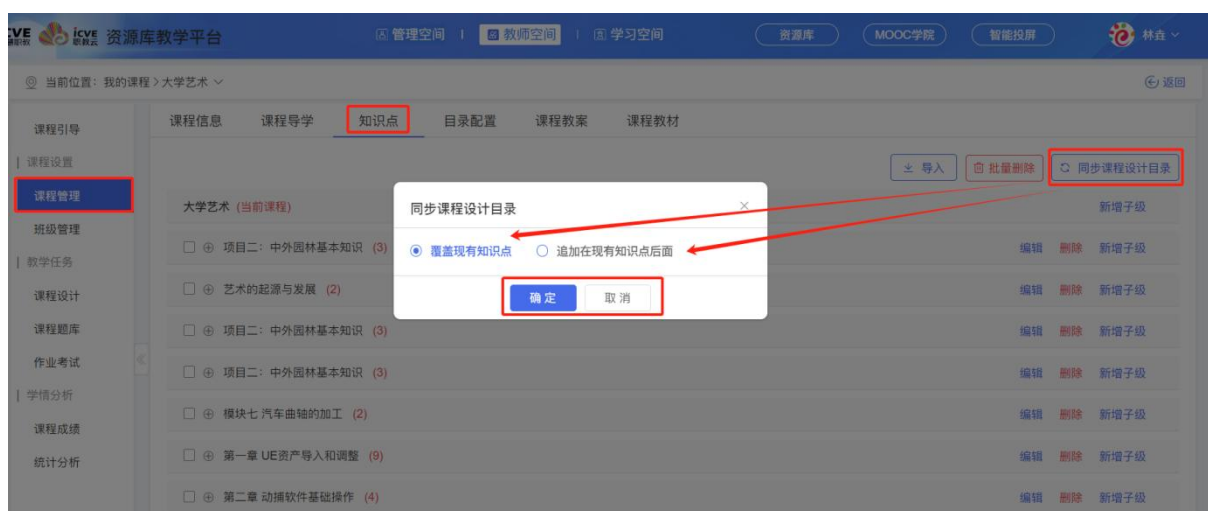 icve 职教云 资源库教学平台 管理空间 教师空间 学习空间 资源库 MOOC学院 智能投屏 林垚
当前位置：我的课程 > 大学艺术 返回
课程引导 课程信息 课程导学 知识点 目录配置 课程教案 课程教材
课程设置 导入 批量删除 同步课程设计目录
课程管理 大学艺术 (当前课程) 同步课程设计目录 × 新增子级
班级管理 项目二：中外园林基本知识 (3) 覆盖现有知识点 追加在现有知识点后面 编辑 删除 新增子级
教学任务
课程设计 艺术的起源与发展 (2) 确定 取消 编辑 删除 新增子级
课程题库 项目二：中外园林基本知识 (3) 编辑 删除 新增子级
作业考试 项目二：中外园林基本知识 (3) 编辑 删除 新增子级
学情分析
课程成绩 模块七 汽车曲轴的加工 (2) 编辑 删除 新增子级
统计分析 第一章 UE资产导入和调整 (9) 编辑 删除 新增子级
第二章 动捕软件基础操作 (4) 编辑 删除 新增子级